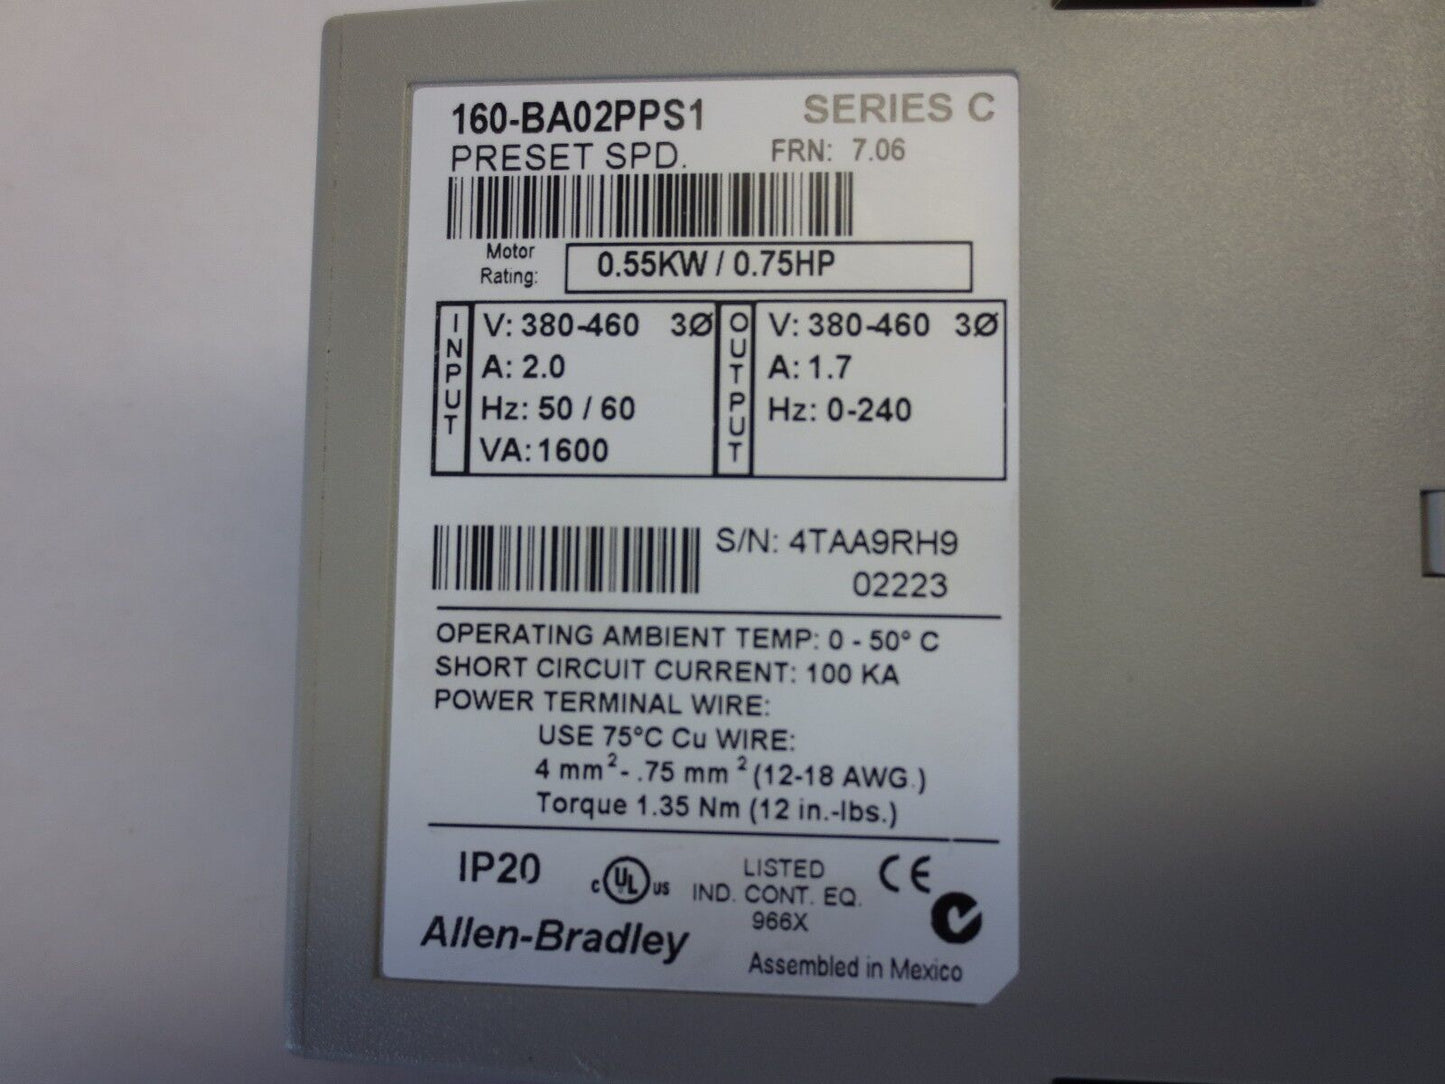 160-BA02PPS1 SERIES C
PRESET SPD. FRN: 7.06
Motor Rating: 0.55KW / 0.75HP
INPUT
V: 380-460 3Ø
A: 2.0
Hz: 50 / 60
VA: 1600
OUTPUT
V: 380-460 3Ø
A: 1.7
Hz: 0-240
S/N: 4TAA9RH9
02223
OPERATING AMBIENT TEMP: 0 - 50° C
SHORT CIRCUIT CURRENT: 100 KA
POWER TERMINAL WIRE:
USE 75°C Cu WIRE:
4 mm²- .75 mm² (12-18 AWG.)
Torque 1.35 Nm (12 in.-lbs.)
IP20
c UL us
LISTED
IND. CONT. EQ.
966X
CE
Allen-Bradley
Assembled in Mexico